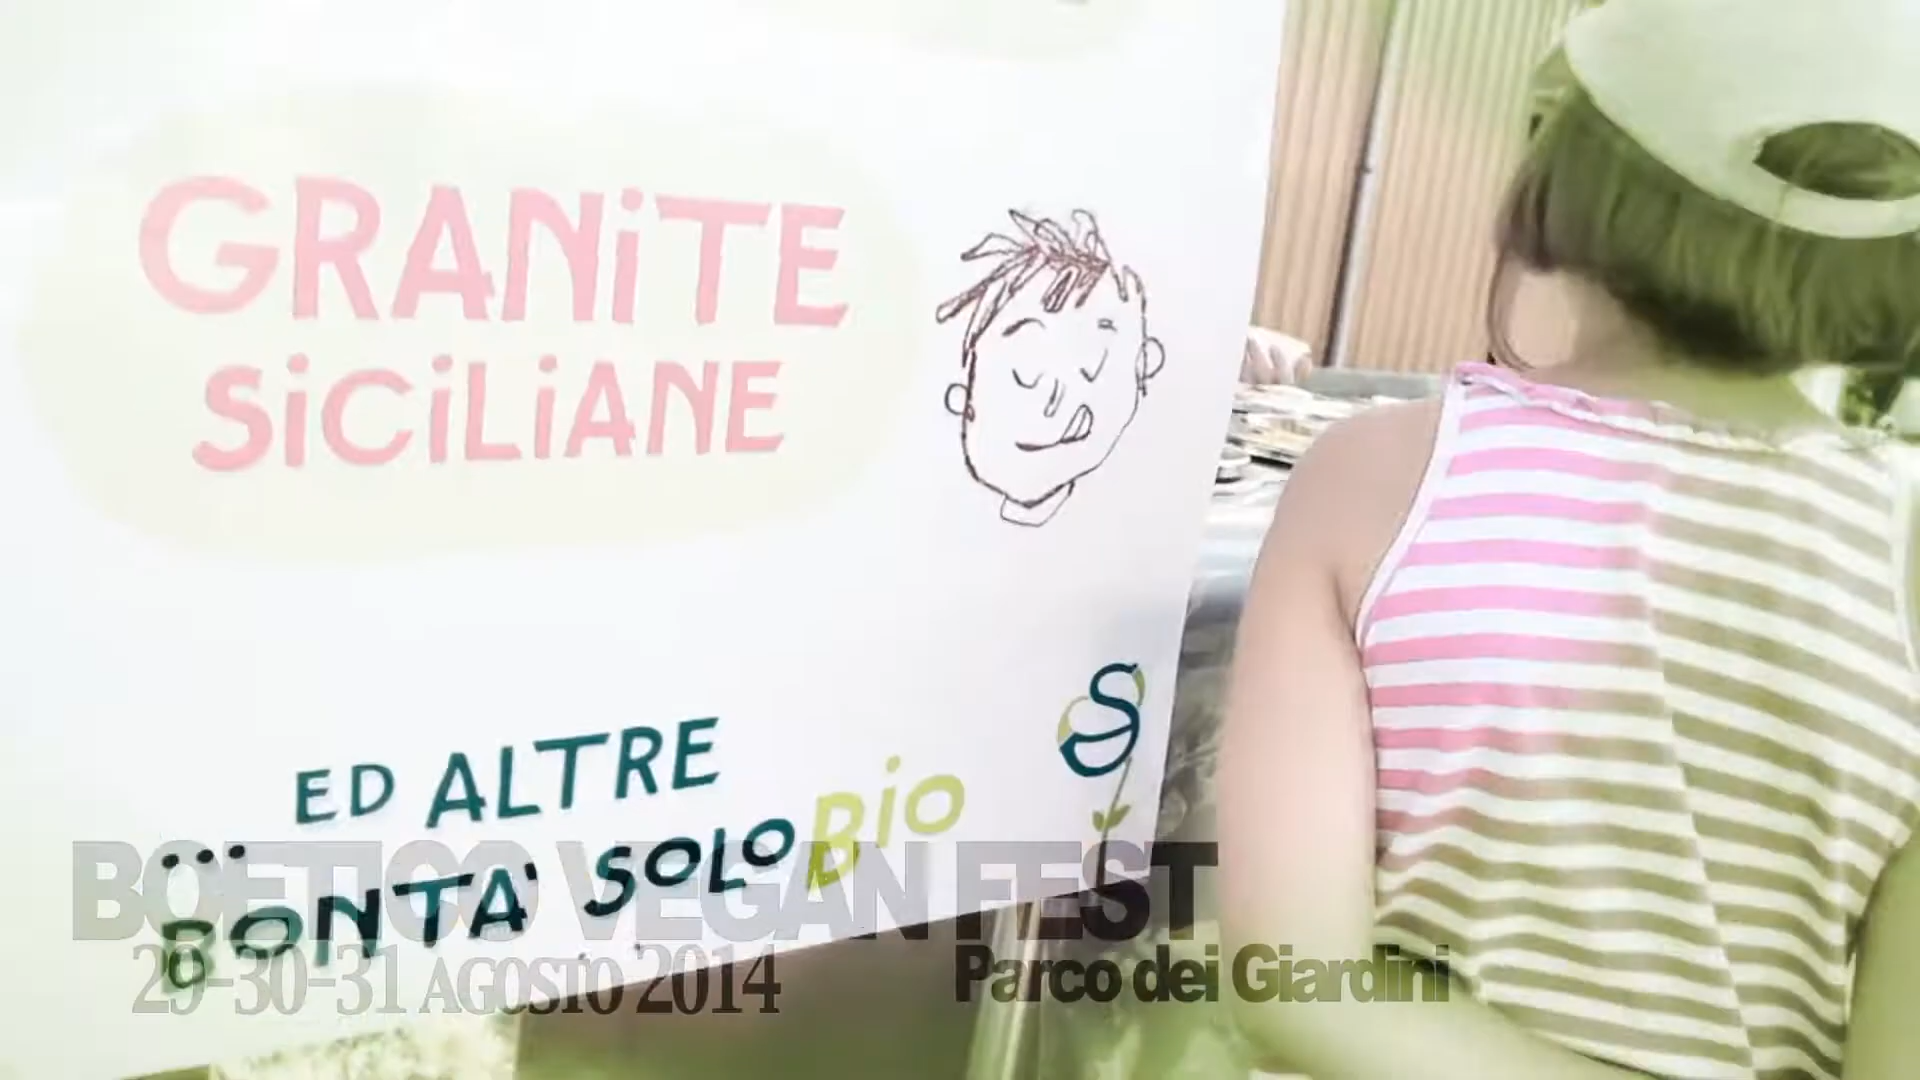 GRANiTE
SiCiLiANE
ED ALTRE
... BONTA' SOLO BiO
S
BOETICO VEGAN FEST
29-30-31 AGOSTO 2014
Parco dei Giardini